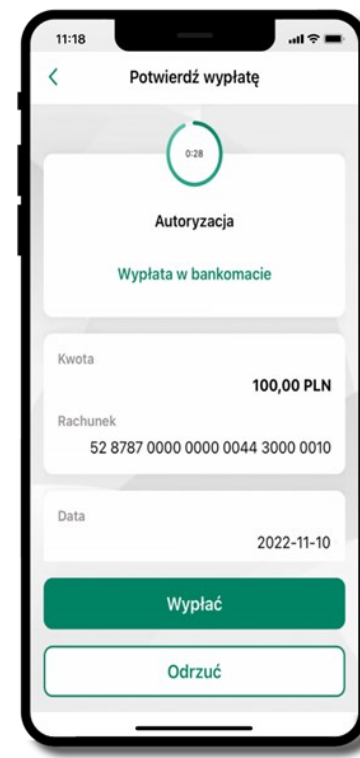 11:18
Potwierdź wypłatę
0:28
Autoryzacja
Wypłata w bankomacie
Kwota
100,00 PLN
Rachunek
52 8787 0000 0000 0044 3000 0010
Data
2022-11-10
Wypłać
Odrzuć